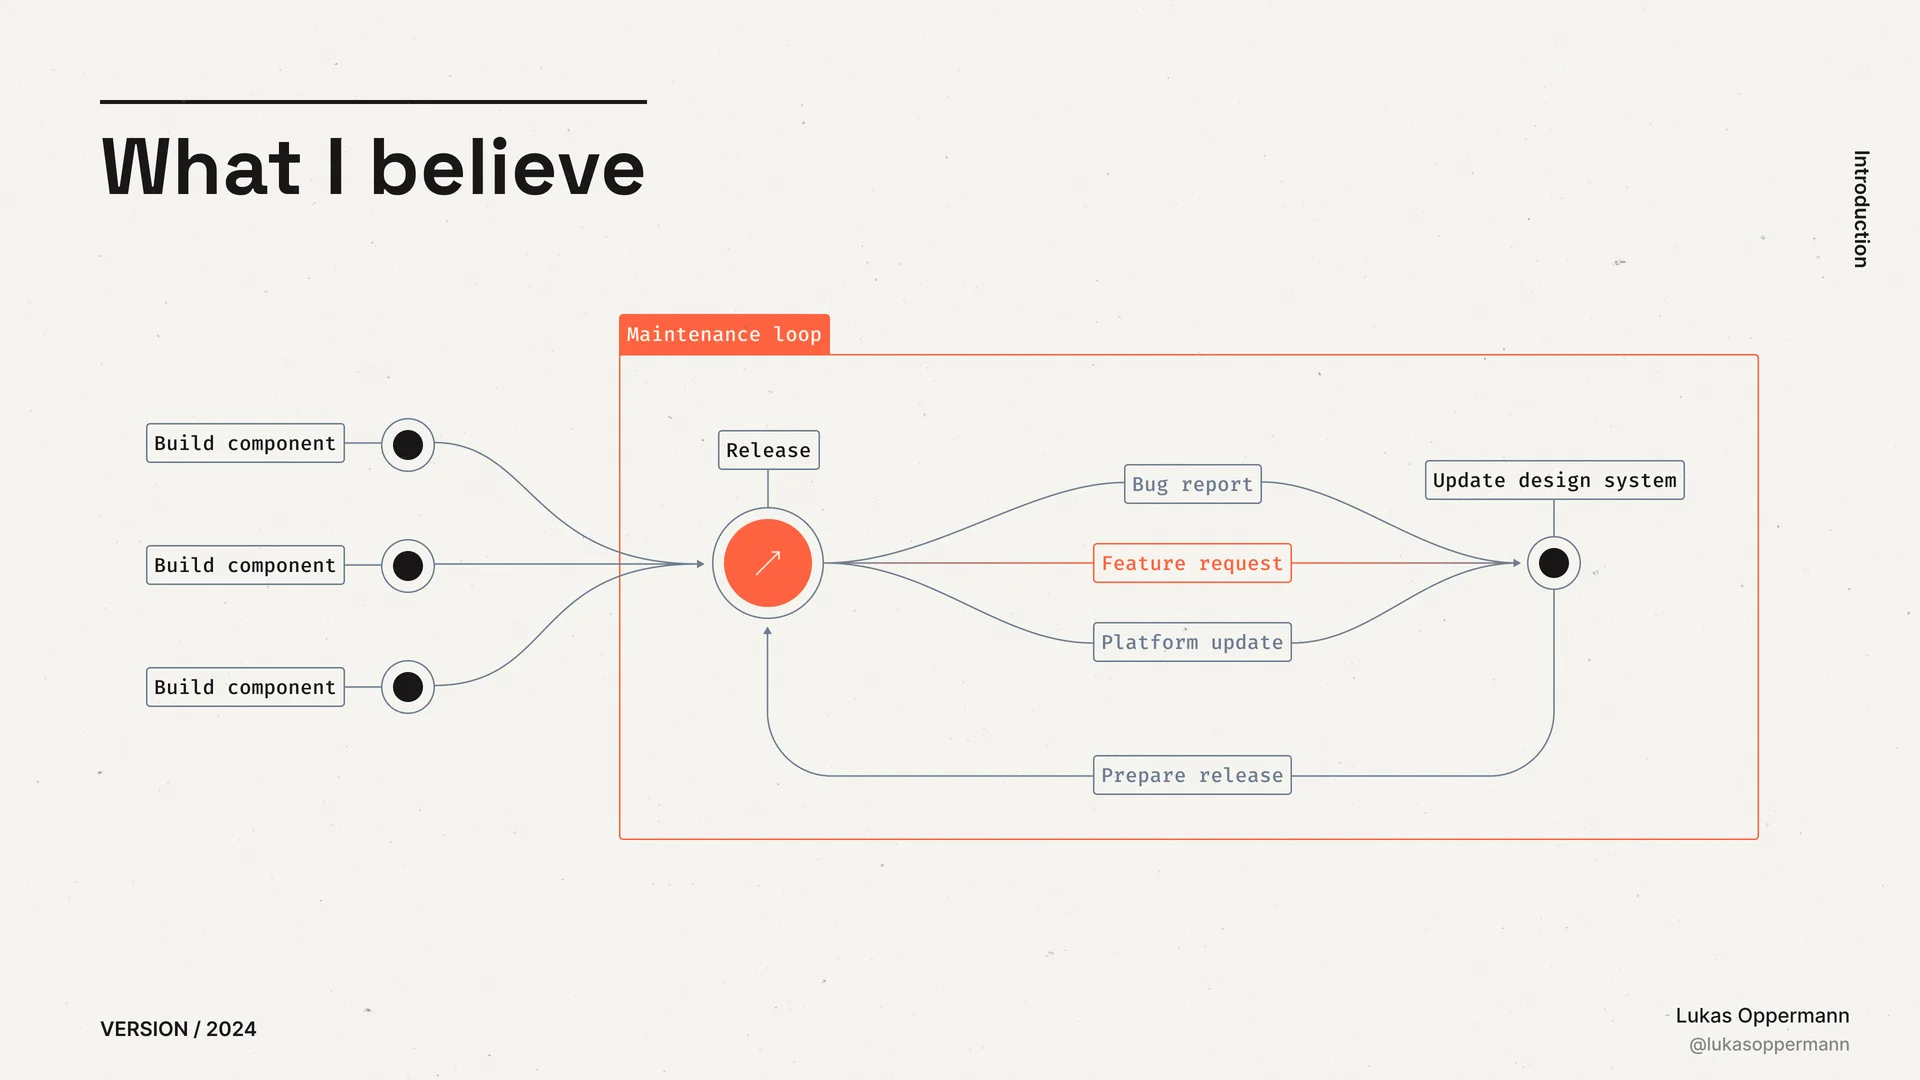 What I believe
Introduction
Maintenance loop
Build component
Build component
Build component
Release
Bug report
Feature request
Platform update
Update design system
Prepare release
VERSION / 2024
Lukas Oppermann
@lukasoppermann